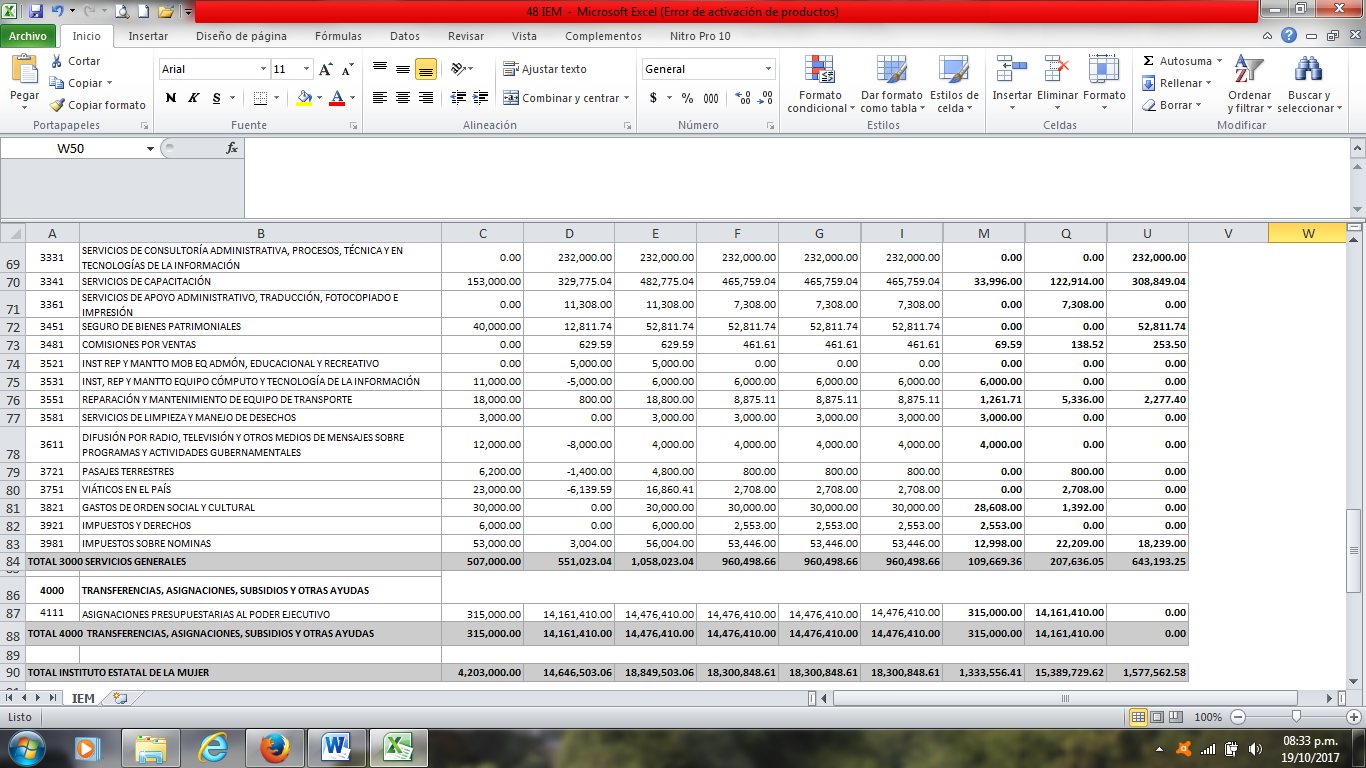 48 IEM - Microsoft Excel (Error de activación de productos)
Archivo Inicio Insertar Diseño de página Fórmulas Datos Revisar Vista Complementos Nitro Pro 10
Pegar
Cortar
Copiar
Copiar formato
Portapapeles
Arial 11
N K S
Fuente
Ajustar texto
Combinar y centrar
Alineación
General
$ % 000
Número
Formato condicional
Dar formato como tabla
Estilos de celda
Estilos
Insertar Eliminar Formato
Celdas
Autosuma
Rellenar
Borrar
Ordenar y filtrar
Buscar y seleccionar
Modificar
W50 fx
A B C D E F G I M Q U V W
69 3331 SERVICIOS DE CONSULTORÍA ADMINISTRATIVA, PROCESOS, TÉCNICA Y EN TECNOLOGÍAS DE LA INFORMACIÓN 0.00 232,000.00 232,000.00 232,000.00 232,000.00 232,000.00 0.00 0.00 232,000.00
70 3341 SERVICIOS DE CAPACITACIÓN 153,000.00 329,775.04 482,775.04 465,759.04 465,759.04 465,759.04 33,996.00 122,914.00 308,849.04
71 3361 SERVICIOS DE APOYO ADMINISTRATIVO, TRADUCCIÓN, FOTOCOPIADO E IMPRESIÓN 0.00 11,308.00 11,308.00 7,308.00 7,308.00 7,308.00 0.00 7,308.00 0.00
72 3451 SEGURO DE BIENES PATRIMONIALES 40,000.00 12,811.74 52,811.74 52,811.74 52,811.74 52,811.74 0.00 0.00 52,811.74
73 3481 COMISIONES POR VENTAS 0.00 629.59 629.59 461.61 461.61 461.61 69.59 138.52 253.50
74 3521 INST REP Y MANTTO MOB EQ ADMÓN, EDUCACIONAL Y RECREATIVO 0.00 5,000.00 5,000.00 0.00 0.00 0.00 0.00 0.00 0.00
75 3531 INST, REP Y MANTTO EQUIPO CÓMPUTO Y TECNOLOGÍA DE LA INFORMACIÓN 11,000.00 -5,000.00 6,000.00 6,000.00 6,000.00 6,000.00 6,000.00 0.00 0.00
76 3551 REPARACIÓN Y MANTENIMIENTO DE EQUIPO DE TRANSPORTE 18,000.00 800.00 18,800.00 8,875.11 8,875.11 8,875.11 1,261.71 5,336.00 2,277.40
77 3581 SERVICIOS DE LIMPIEZA Y MANEJO DE DESECHOS 3,000.00 0.00 3,000.00 3,000.00 3,000.00 3,000.00 3,000.00 0.00 0.00
78 3611 DIFUSIÓN POR RADIO, TELEVISIÓN Y OTROS MEDIOS DE MENSAJES SOBRE PROGRAMAS Y ACTIVIDADES GUBERNAMENTALES 12,000.00 -8,000.00 4,000.00 4,000.00 4,000.00 4,000.00 4,000.00 0.00 0.00
79 3721 PASAJES TERRESTRES 6,200.00 -1,400.00 4,800.00 800.00 800.00 800.00 0.00 800.00 0.00
80 3751 VIÁTICOS EN EL PAÍS 23,000.00 -6,139.59 16,860.41 2,708.00 2,708.00 2,708.00 0.00 2,708.00 0.00
81 3821 GASTOS DE ORDEN SOCIAL Y CULTURAL 30,000.00 0.00 30,000.00 30,000.00 30,000.00 30,000.00 28,608.00 1,392.00 0.00
82 3921 IMPUESTOS Y DERECHOS 6,000.00 0.00 6,000.00 2,553.00 2,553.00 2,553.00 2,553.00 0.00 0.00
83 3981 IMPUESTOS SOBRE NOMINAS 53,000.00 3,004.00 56,004.00 53,446.00 53,446.00 53,446.00 12,998.00 22,209.00 18,239.00
84 TOTAL 3000 SERVICIOS GENERALES 507,000.00 551,023.04 1,058,023.04 960,498.66 960,498.66 960,498.66 109,669.36 207,636.05 643,193.25
86 4000 TRANSFERENCIAS, ASIGNACIONES, SUBSIDIOS Y OTRAS AYUDAS
87 4111 ASIGNACIONES PRESUPUESTARIAS AL PODER EJECUTIVO 315,000.00 14,161,410.00 14,476,410.00 14,476,410.00 14,476,410.00 14,476,410.00 315,000.00 14,161,410.00 0.00
88 TOTAL 4000 TRANSFERENCIAS, ASIGNACIONES, SUBSIDIOS Y OTRAS AYUDAS 315,000.00 14,161,410.00 14,476,410.00 14,476,410.00 14,476,410.00 14,476,410.00 315,000.00 14,161,410.00 0.00
89
90 TOTAL INSTITUTO ESTATAL DE LA MUJER 4,203,000.00 14,646,503.06 18,849,503.06 18,300,848.61 18,300,848.61 18,300,848.61 1,333,556.41 15,389,729.62 1,577,562.58
IEM
Listo 100%
08:33 p.m.
19/10/2017